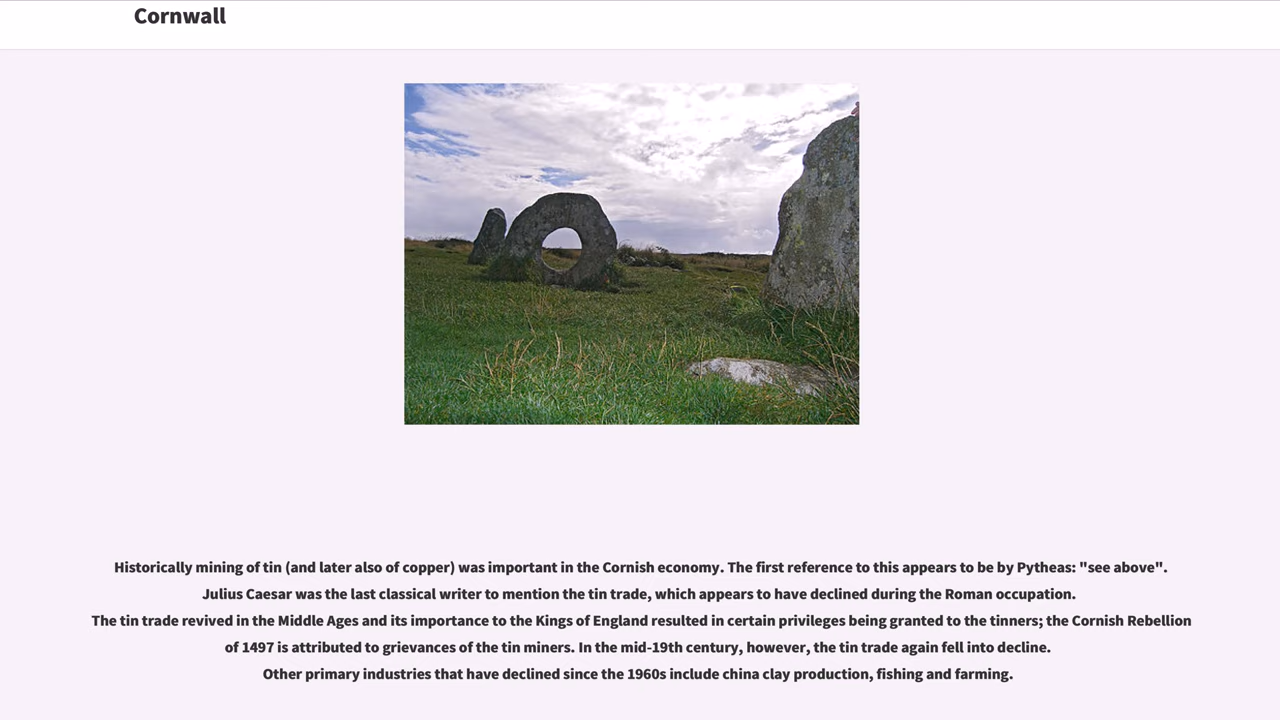 Cornwall
Historically mining of tin (and later also of copper) was important in the Cornish economy. The first reference to this appears to be by Pytheas: "see above".
Julius Caesar was the last classical writer to mention the tin trade, which appears to have declined during the Roman occupation.
The tin trade revived in the Middle Ages and its importance to the Kings of England resulted in certain privileges being granted to the tinners; the Cornish Rebellion
of 1497 is attributed to grievances of the tin miners. In the mid-19th century, however, the tin trade again fell into decline.
Other primary industries that have declined since the 1960s include china clay production, fishing and farming.